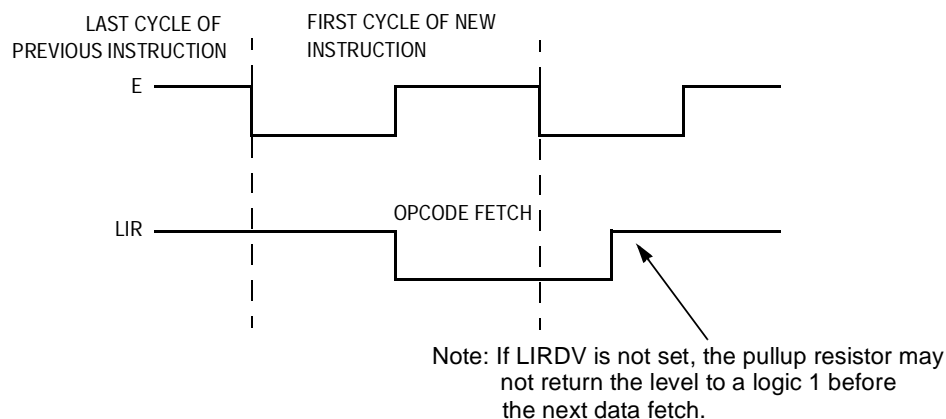 LAST CYCLE OF
PREVIOUS INSTRUCTION
FIRST CYCLE OF NEW
INSTRUCTION
E
OPCODE FETCH
LIR
Note: If LIRDV is not set, the pullup resistor may
not return the level to a logic 1 before
the next data fetch.